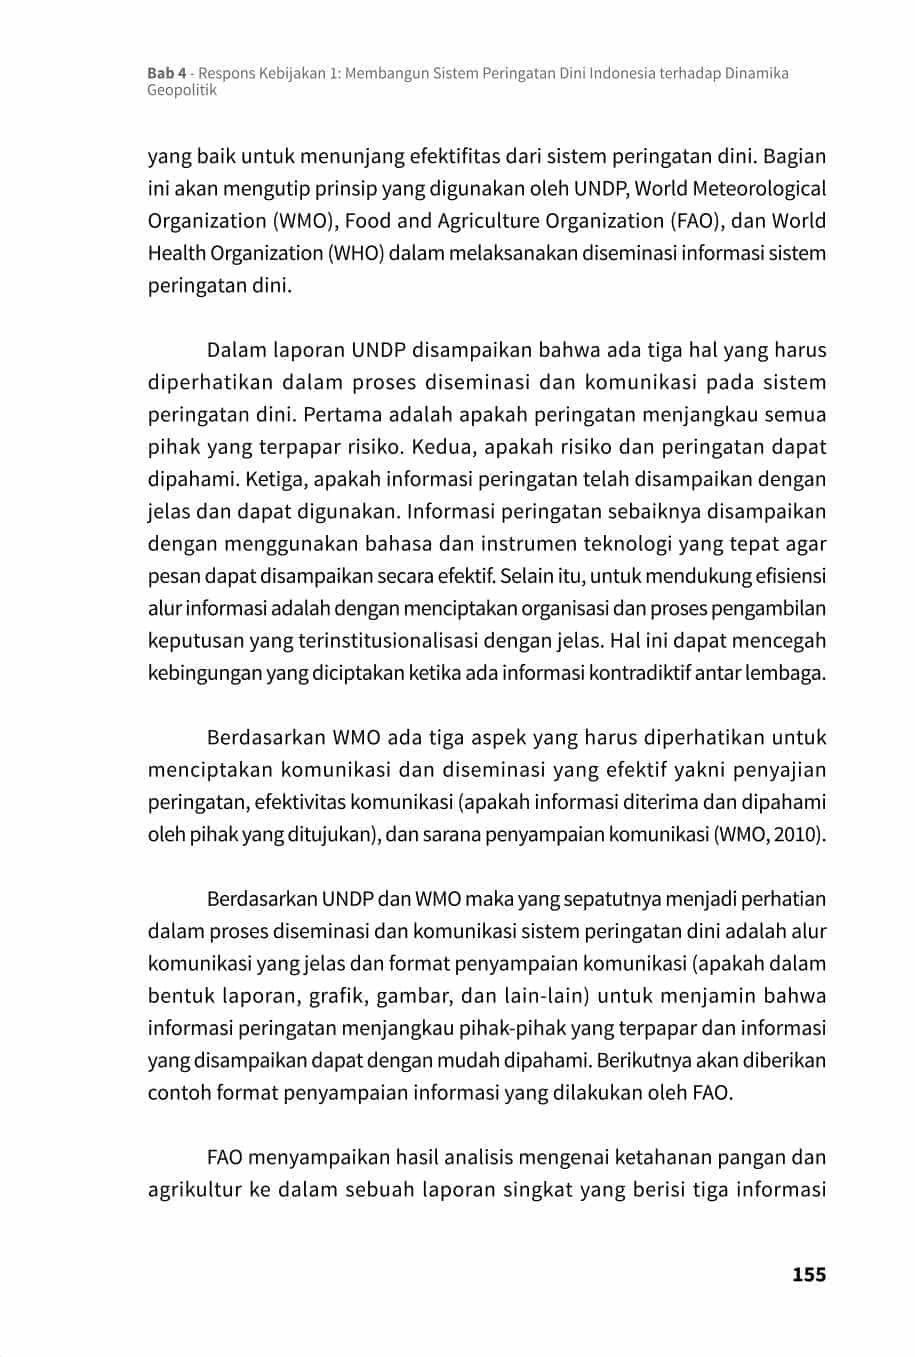 Bab 4 - Respons Kebijakan 1: Membangun Sistem Peringatan Dini Indonesia terhadap Dinamika
Geopolitik
yang baik untuk menunjang efektifitas dari sistem peringatan dini. Bagian
ini akan mengutip prinsip yang digunakan oleh UNDP, World Meteorological
Organization (WMO), Food and Agriculture Organization (FAO), dan World
Health Organization (WHO) dalam melaksanakan diseminasi informasi sistem
peringatan dini.
Dalam laporan UNDP disampaikan bahwa ada tiga hal yang harus
diperhatikan dalam proses diseminasi dan komunikasi pada sistem
peringatan dini. Pertama adalah apakah peringatan menjangkau semua
pihak yang terpapar risiko. Kedua, apakah risiko dan peringatan dapat
dipahami. Ketiga, apakah informasi peringatan telah disampaikan dengan
jelas dan dapat digunakan. Informasi peringatan sebaiknya disampaikan
dengan menggunakan bahasa dan instrumen teknologi yang tepat agar
pesan dapat disampaikan secara efektif. Selain itu, untuk mendukung efisiensi
alur informasi adalah dengan menciptakan organisasi dan proses pengambilan
keputusan yang terinstitusionalisasi dengan jelas. Hal ini dapat mencegah
kebingungan yang diciptakan ketika ada informasi kontradiktif antar lembaga.
Berdasarkan WMO ada tiga aspek yang harus diperhatikan untuk
menciptakan komunikasi dan diseminasi yang efektif yakni penyajian
peringatan, efektivitas komunikasi (apakah informasi diterima dan dipahami
oleh pihak yang ditujukan), dan sarana penyampaian komunikasi (WMO, 2010).
Berdasarkan UNDP dan WMO maka yang sepatutnya menjadi perhatian
dalam proses diseminasi dan komunikasi sistem peringatan dini adalah alur
komunikasi yang jelas dan format penyampaian komunikasi (apakah dalam
bentuk laporan, grafik, gambar, dan lain-lain) untuk menjamin bahwa
informasi peringatan menjangkau pihak-pihak yang terpapar dan informasi
yang disampaikan dapat dengan mudah dipahami. Berikutnya akan diberikan
contoh format penyampaian informasi yang dilakukan oleh FAO.
FAO menyampaikan hasil analisis mengenai ketahanan pangan dan
agrikultur ke dalam sebuah laporan singkat yang berisi tiga informasi
155